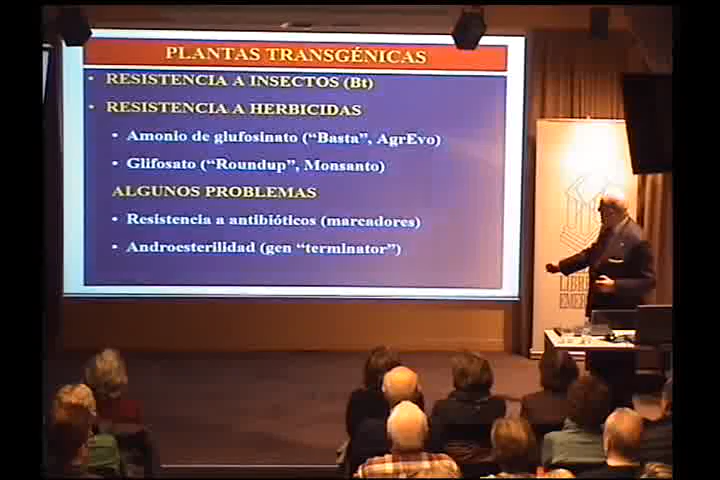 PLANTAS TRANSGÉNICAS
• RESISTENCIA A INSECTOS (Bt)
• RESISTENCIA A HERBICIDAS
• Amonio de glufosinato (“Basta”, AgrEvo)
• Glifosato (“Roundup”, Monsanto)
ALGUNOS PROBLEMAS
• Resistencia a antibióticos (marcadores)
• Androesterilidad (gen “terminator”)